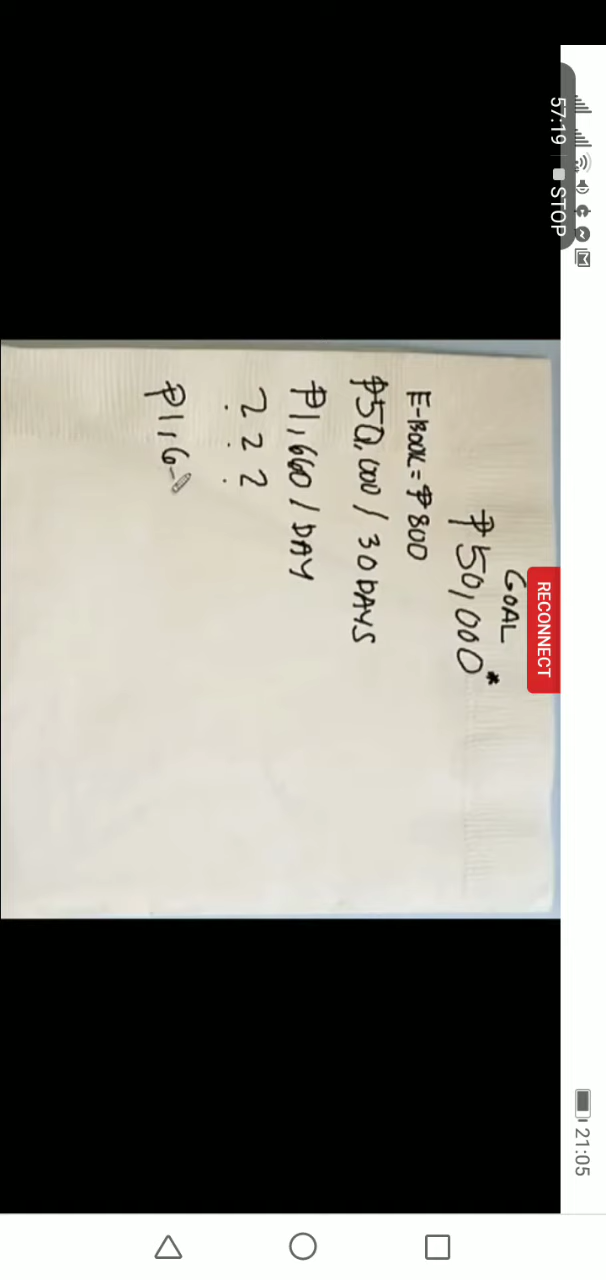 57:19 STOP
21:05
RECONNECT
GOAL
₱50,000*
E-BOOK = ₱800
₱50,000 / 30 DAYS
₱1,660 / DAY
? ? ?
₱1,6